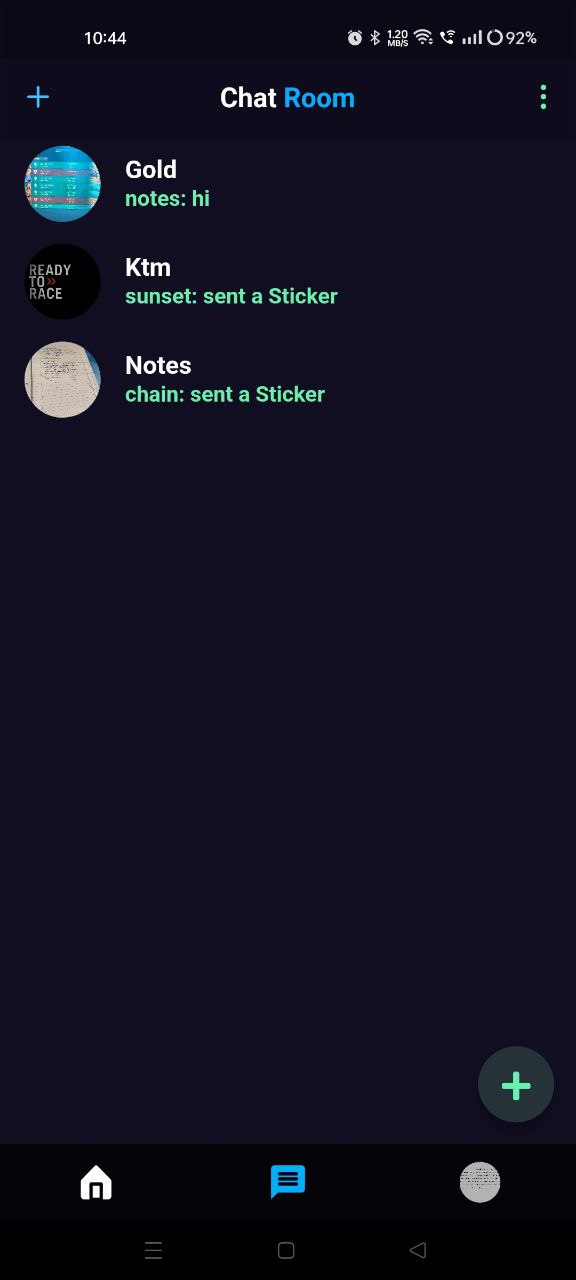 10:44
1.20
MB/S
92%
Chat Room
Gold
notes: hi
READY
TO
RACE
Ktm
sunset: sent a Sticker
Notes
chain: sent a Sticker